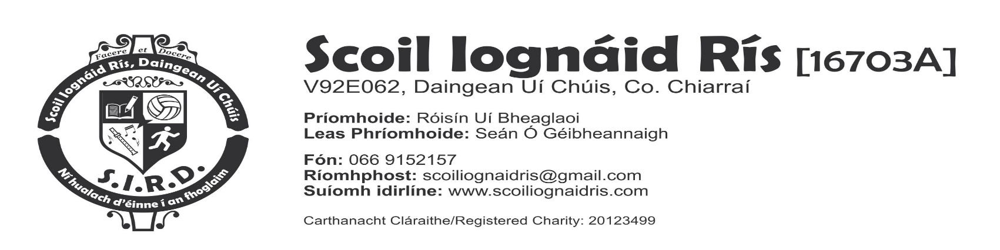 Facere et Docere
Scoil Iognáid Rís, Daingean Uí Chúis
S.I.R.D.
Ní hualach d'éinne í an fhoglaim
Scoil Iognáid Rís [16703A]
V92E062, Daingean Uí Chúis, Co. Chiarraí
Príomhoide: Róisín Uí Bheaglaoi
Leas Phríomhoide: Seán Ó Géibheannaigh
Fón: 066 9152157
Ríomhphost: scoiliognaidris@gmail.com
Suíomh idirlíne: www.scoiliognaidris.com
Carthanacht Cláraithe/Registered Charity: 20123499